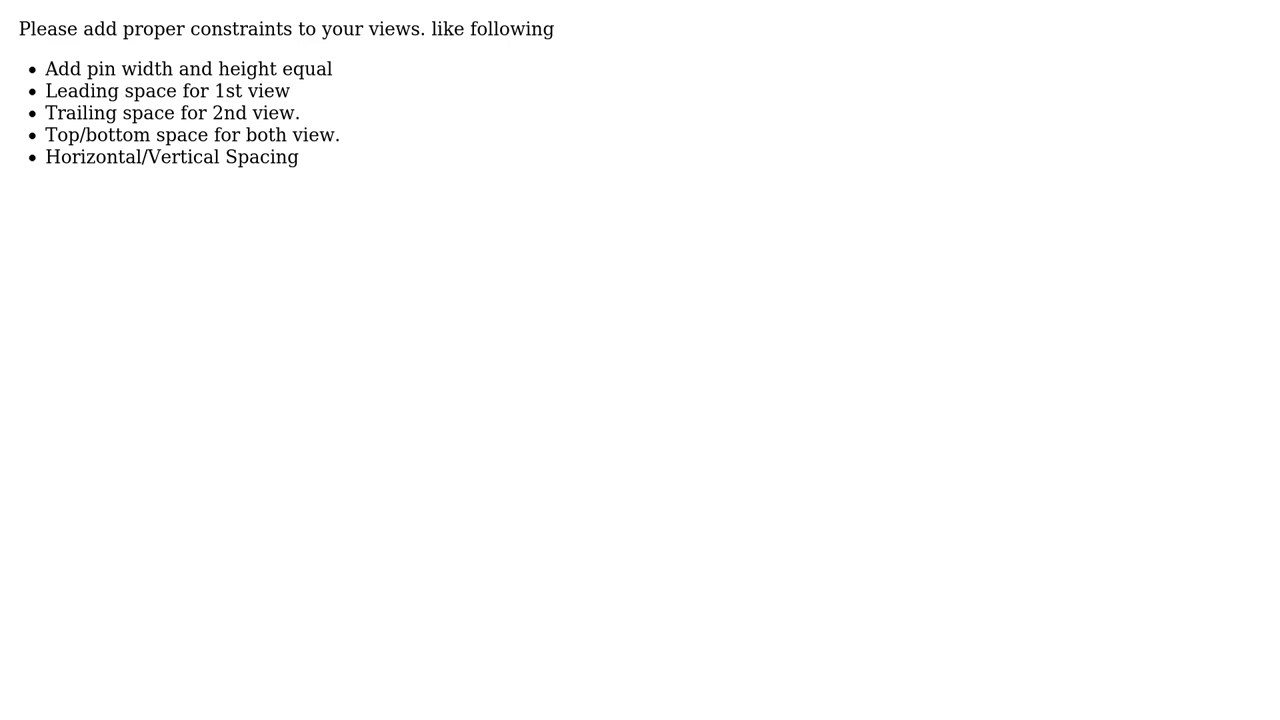 Please add proper constraints to your views. like following
• Add pin width and height equal
• Leading space for 1st view
• Trailing space for 2nd view.
• Top/bottom space for both view.
• Horizontal/Vertical Spacing